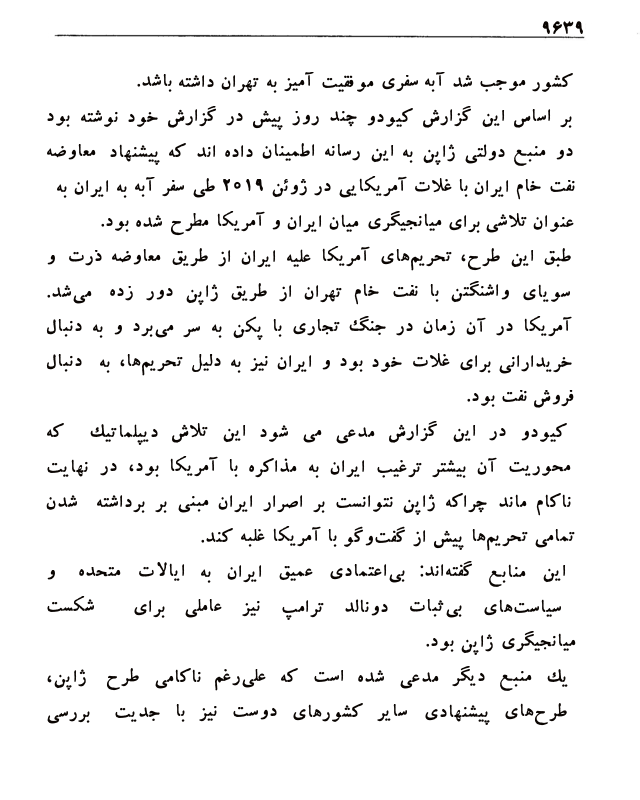 ۹۶۳۹
کشور موجب شد آبه سفری موفقیت آمیز به تهران داشته باشد.
بر اساس این گزارش کیودو چند روز پیش در گزارش خود نوشته بود
دو منبع دولتی ژاپن به این رسانه اطمینان داده اند که پیشنهاد معاوضه
نفت خام ایران با غلات آمریکایی در ژوئن ۲۰۱۹ طی سفر آبه به ایران به
عنوان تلاشی برای میانجیگری میان ایران و آمریکا مطرح شده بود.
طبق این طرح، تحریم‌های آمریکا علیه ایران از طریق معاوضه ذرت و
سویای واشنگتن با نفت خام تهران از طریق ژاپن دور زده می‌شد.
آمریکا در آن زمان در جنگ تجاری با پکن به سر می‌برد و به دنبال
خریدارانی برای غلات خود بود و ایران نیز به دلیل تحریم‌ها، به دنبال
فروش نفت بود.
کیودو در این گزارش مدعی می شود این تلاش دیپلماتیک که
محوریت آن بیشتر ترغیب ایران به مذاکره با آمریکا بود، در نهایت
ناکام ماند چراکه ژاپن نتوانست بر اصرار ایران مبنی بر برداشته شدن
تمامی تحریم‌ها پیش از گفت‌وگو با آمریکا غلبه کند.
این منابع گفته‌اند: بی‌اعتمادی عمیق ایران به ایالات متحده و
سیاست‌های بی‌ثبات دونالد ترامپ نیز عاملی برای شکست
میانجیگری ژاپن بود.
یك منبع دیگر مدعی شده است که علی‌رغم ناکامی طرح ژاپن،
طرح‌های پیشنهادی سایر کشورهای دوست نیز با جدیت بررسی